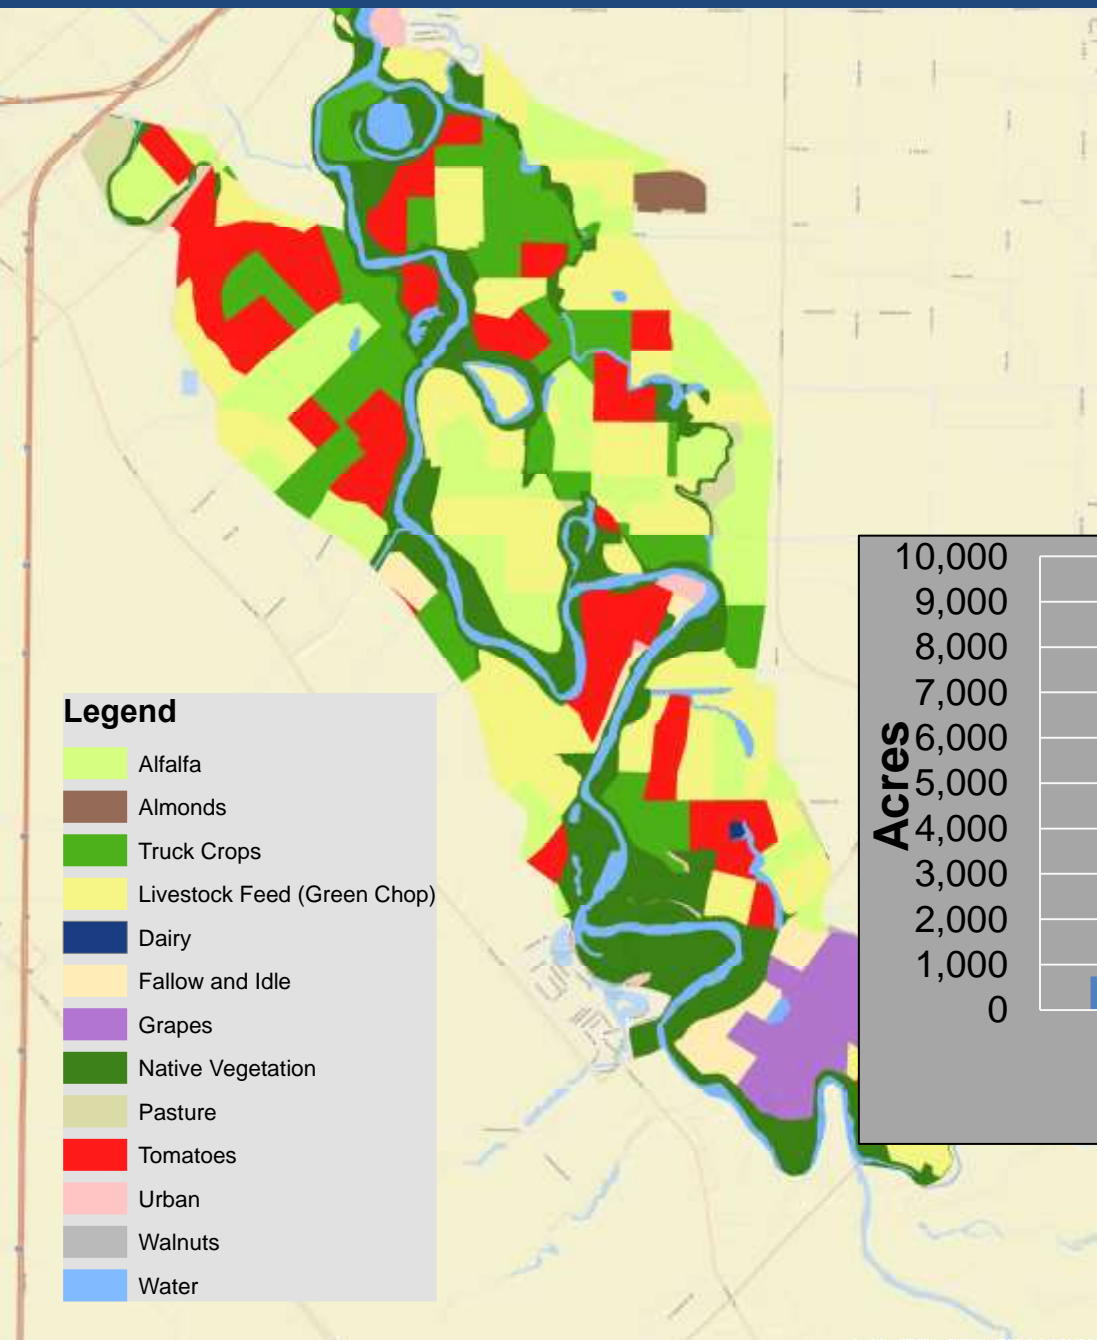 Legend
Alfalfa
Almonds
Truck Crops
Livestock Feed (Green Chop)
Dairy
Fallow and Idle
Grapes
Native Vegetation
Pasture
Tomatoes
Urban
Walnuts
Water
Acres
10,000
9,000
8,000
7,000
6,000
5,000
4,000
3,000
2,000
1,000
0